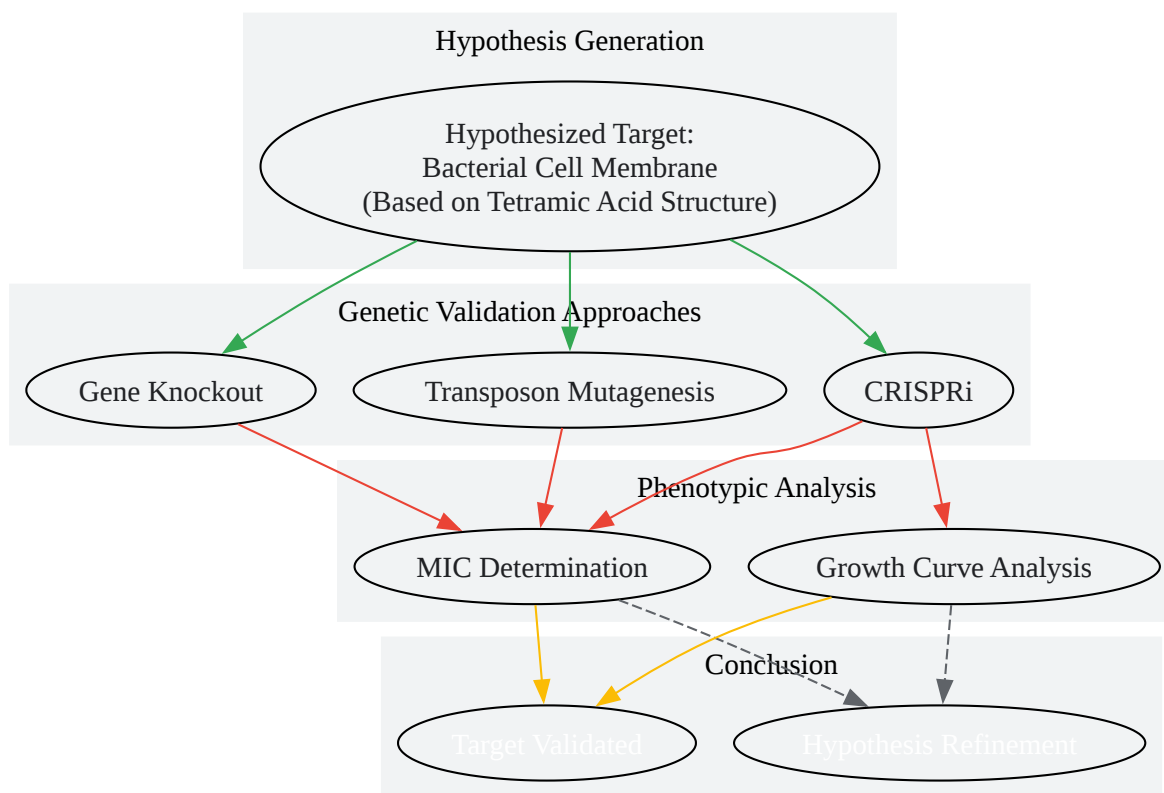 Hypothesis Generation
Hypothesized Target:
Bacterial Cell Membrane
(Based on Tetramic Acid Structure)
Genetic Validation Approaches
Gene Knockout
Transposon Mutagenesis
CRISPRi
Phenotypic Analysis
MIC Determination
Growth Curve Analysis
Conclusion
Target Validated
Hypothesis Refinement